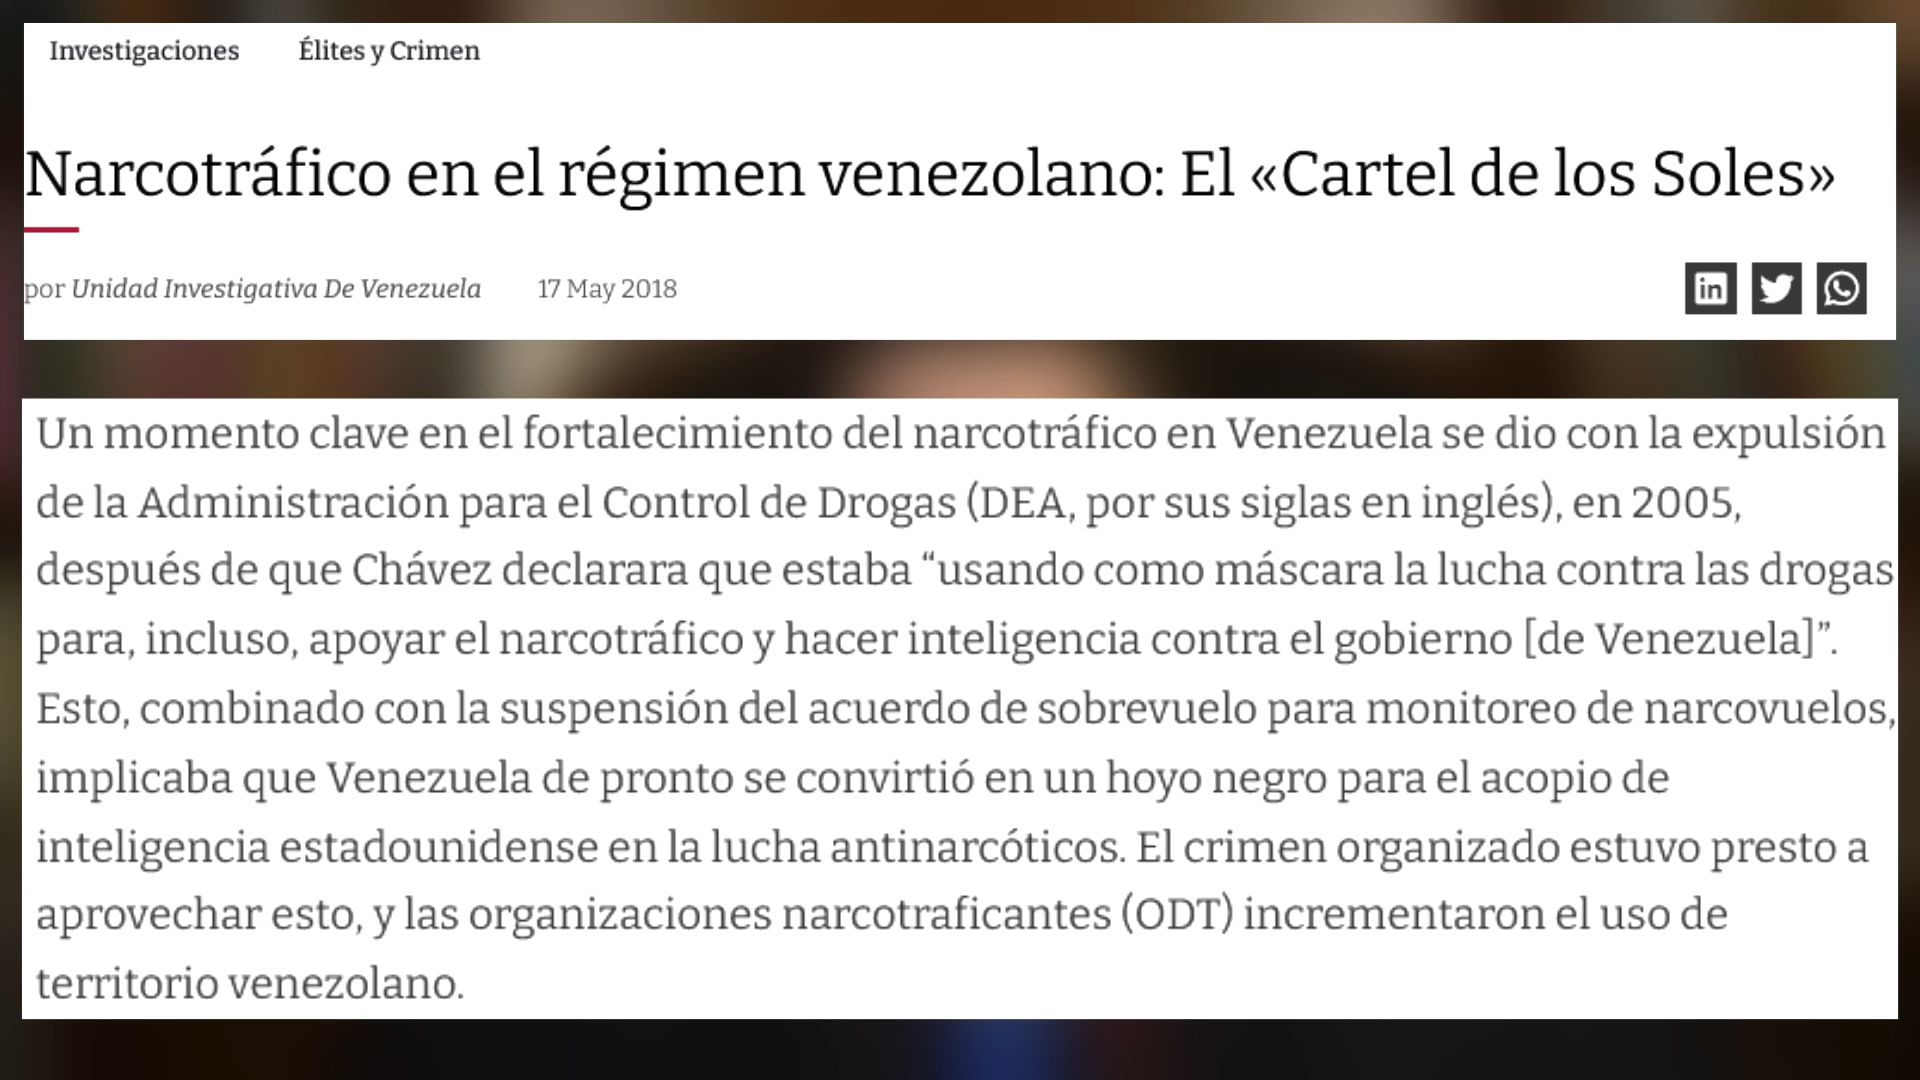 Investigaciones Élites y Crimen
Narcotráfico en el régimen venezolano: El «Cartel de los Soles»
por Unidad Investigativa De Venezuela 17 May 2018
Un momento clave en el fortalecimiento del narcotráfico en Venezuela se dio con la expulsión
de la Administración para el Control de Drogas (DEA, por sus siglas en inglés), en 2005,
después de que Chávez declarara que estaba “usando como máscara la lucha contra las drogas
para, incluso, apoyar el narcotráfico y hacer inteligencia contra el gobierno [de Venezuela]”.
Esto, combinado con la suspensión del acuerdo de sobrevuelo para monitoreo de narcovuelos,
implicaba que Venezuela de pronto se convirtió en un hoyo negro para el acopio de
inteligencia estadounidense en la lucha antinarcóticos. El crimen organizado estuvo presto a
aprovechar esto, y las organizaciones narcotraficantes (ODT) incrementaron el uso de
territorio venezolano.